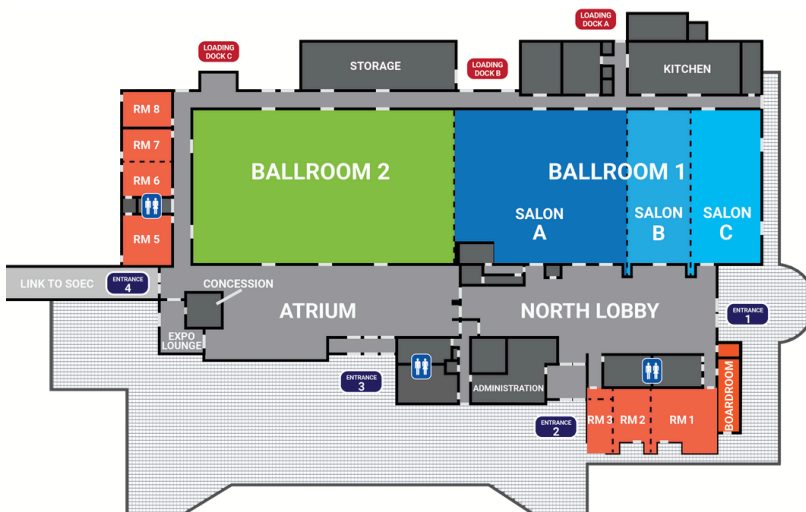 LOADING
DOCK A
LOADING
DOCK C
STORAGE
LOADING
DOCK B
KITCHEN
RM 8
RM 7
RM 6
RM 5
BALLROOM 2
BALLROOM 1
SALON
A
SALON
B
SALON
C
LINK TO SOEC
ENTRANCE
4
CONCESSION
ATRIUM
NORTH LOBBY
ENTRANCE
1
EXPO
LOUNGE
ENTRANCE
3
ADMINISTRATION
BOARDROOM
ENTRANCE
2
RM 3
RM 2
RM 1